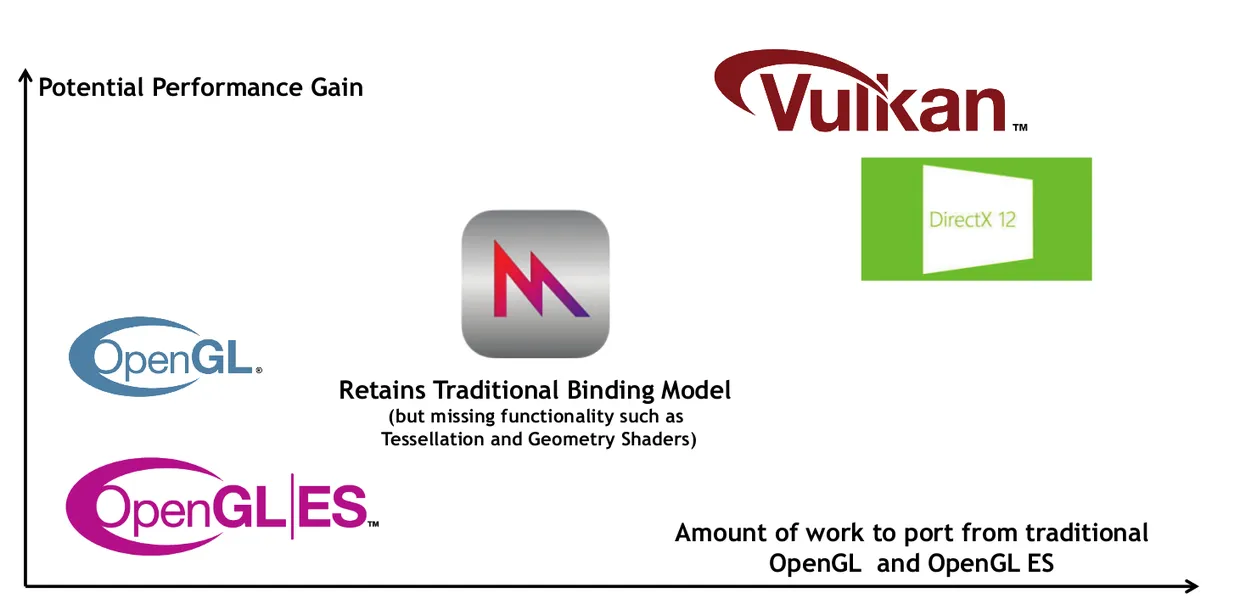 Potential Performance Gain
Vulkan™
DirectX 12
OpenGL®
Retains Traditional Binding Model
(but missing functionality such as
Tessellation and Geometry Shaders)
OpenGL|ES™
Amount of work to port from traditional
OpenGL and OpenGL ES